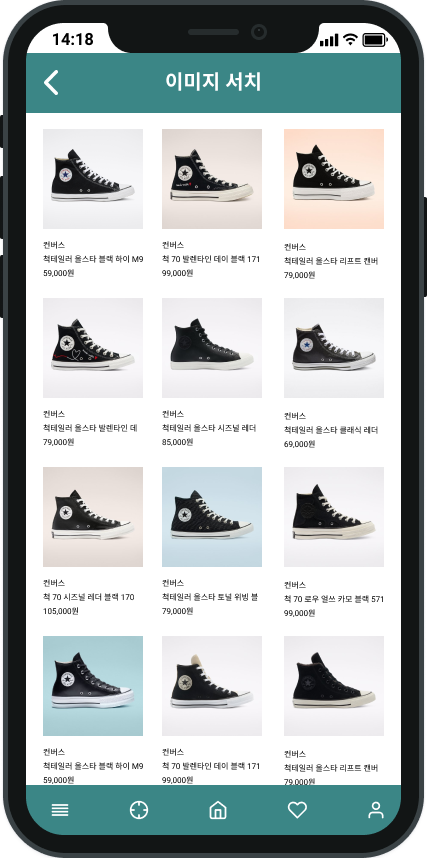 14:18
이미지 서치
컨버스
척테일러 올스타 블랙 하이 M9
59,000원
컨버스
척 70 발렌타인 데이 블랙 171
99,000원
컨버스
척테일러 올스타 리프트 캔버
79,000원
컨버스
척테일러 올스타 발렌타인 데
79,000원
컨버스
척테일러 올스타 시즈널 레더
85,000원
컨버스
척테일러 올스타 클래식 레더
69,000원
컨버스
척 70 시즈널 레더 블랙 170
105,000원
컨버스
척테일러 올스타 토널 위빙 블
79,000원
컨버스
척 70 로우 얼쓰 카모 블랙 571
99,000원
컨버스
척테일러 올스타 블랙 하이 M9
59,000원
컨버스
척 70 발렌타인 데이 블랙 171
99,000원
컨버스
척테일러 올스타 리프트 캔버
79,000원